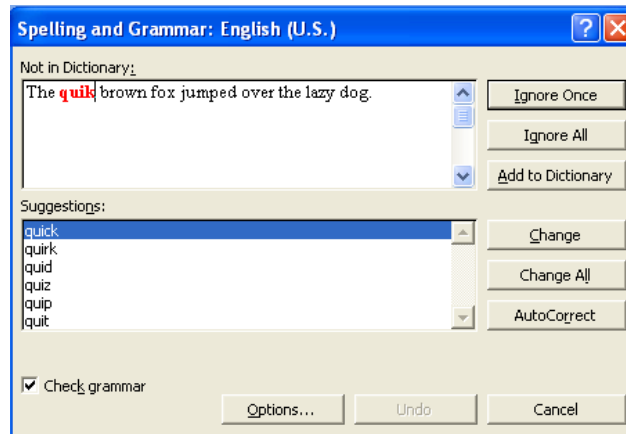 Spelling and Grammar: English (U.S.)
Not in Dictionary:
The quik brown fox jumped over the lazy dog.
Ignore Once
Ignore All
Add to Dictionary
Suggestions:
quick
quirk
quid
quiz
quip
quit
Change
Change All
AutoCorrect
Check grammar
Options...
Undo
Cancel